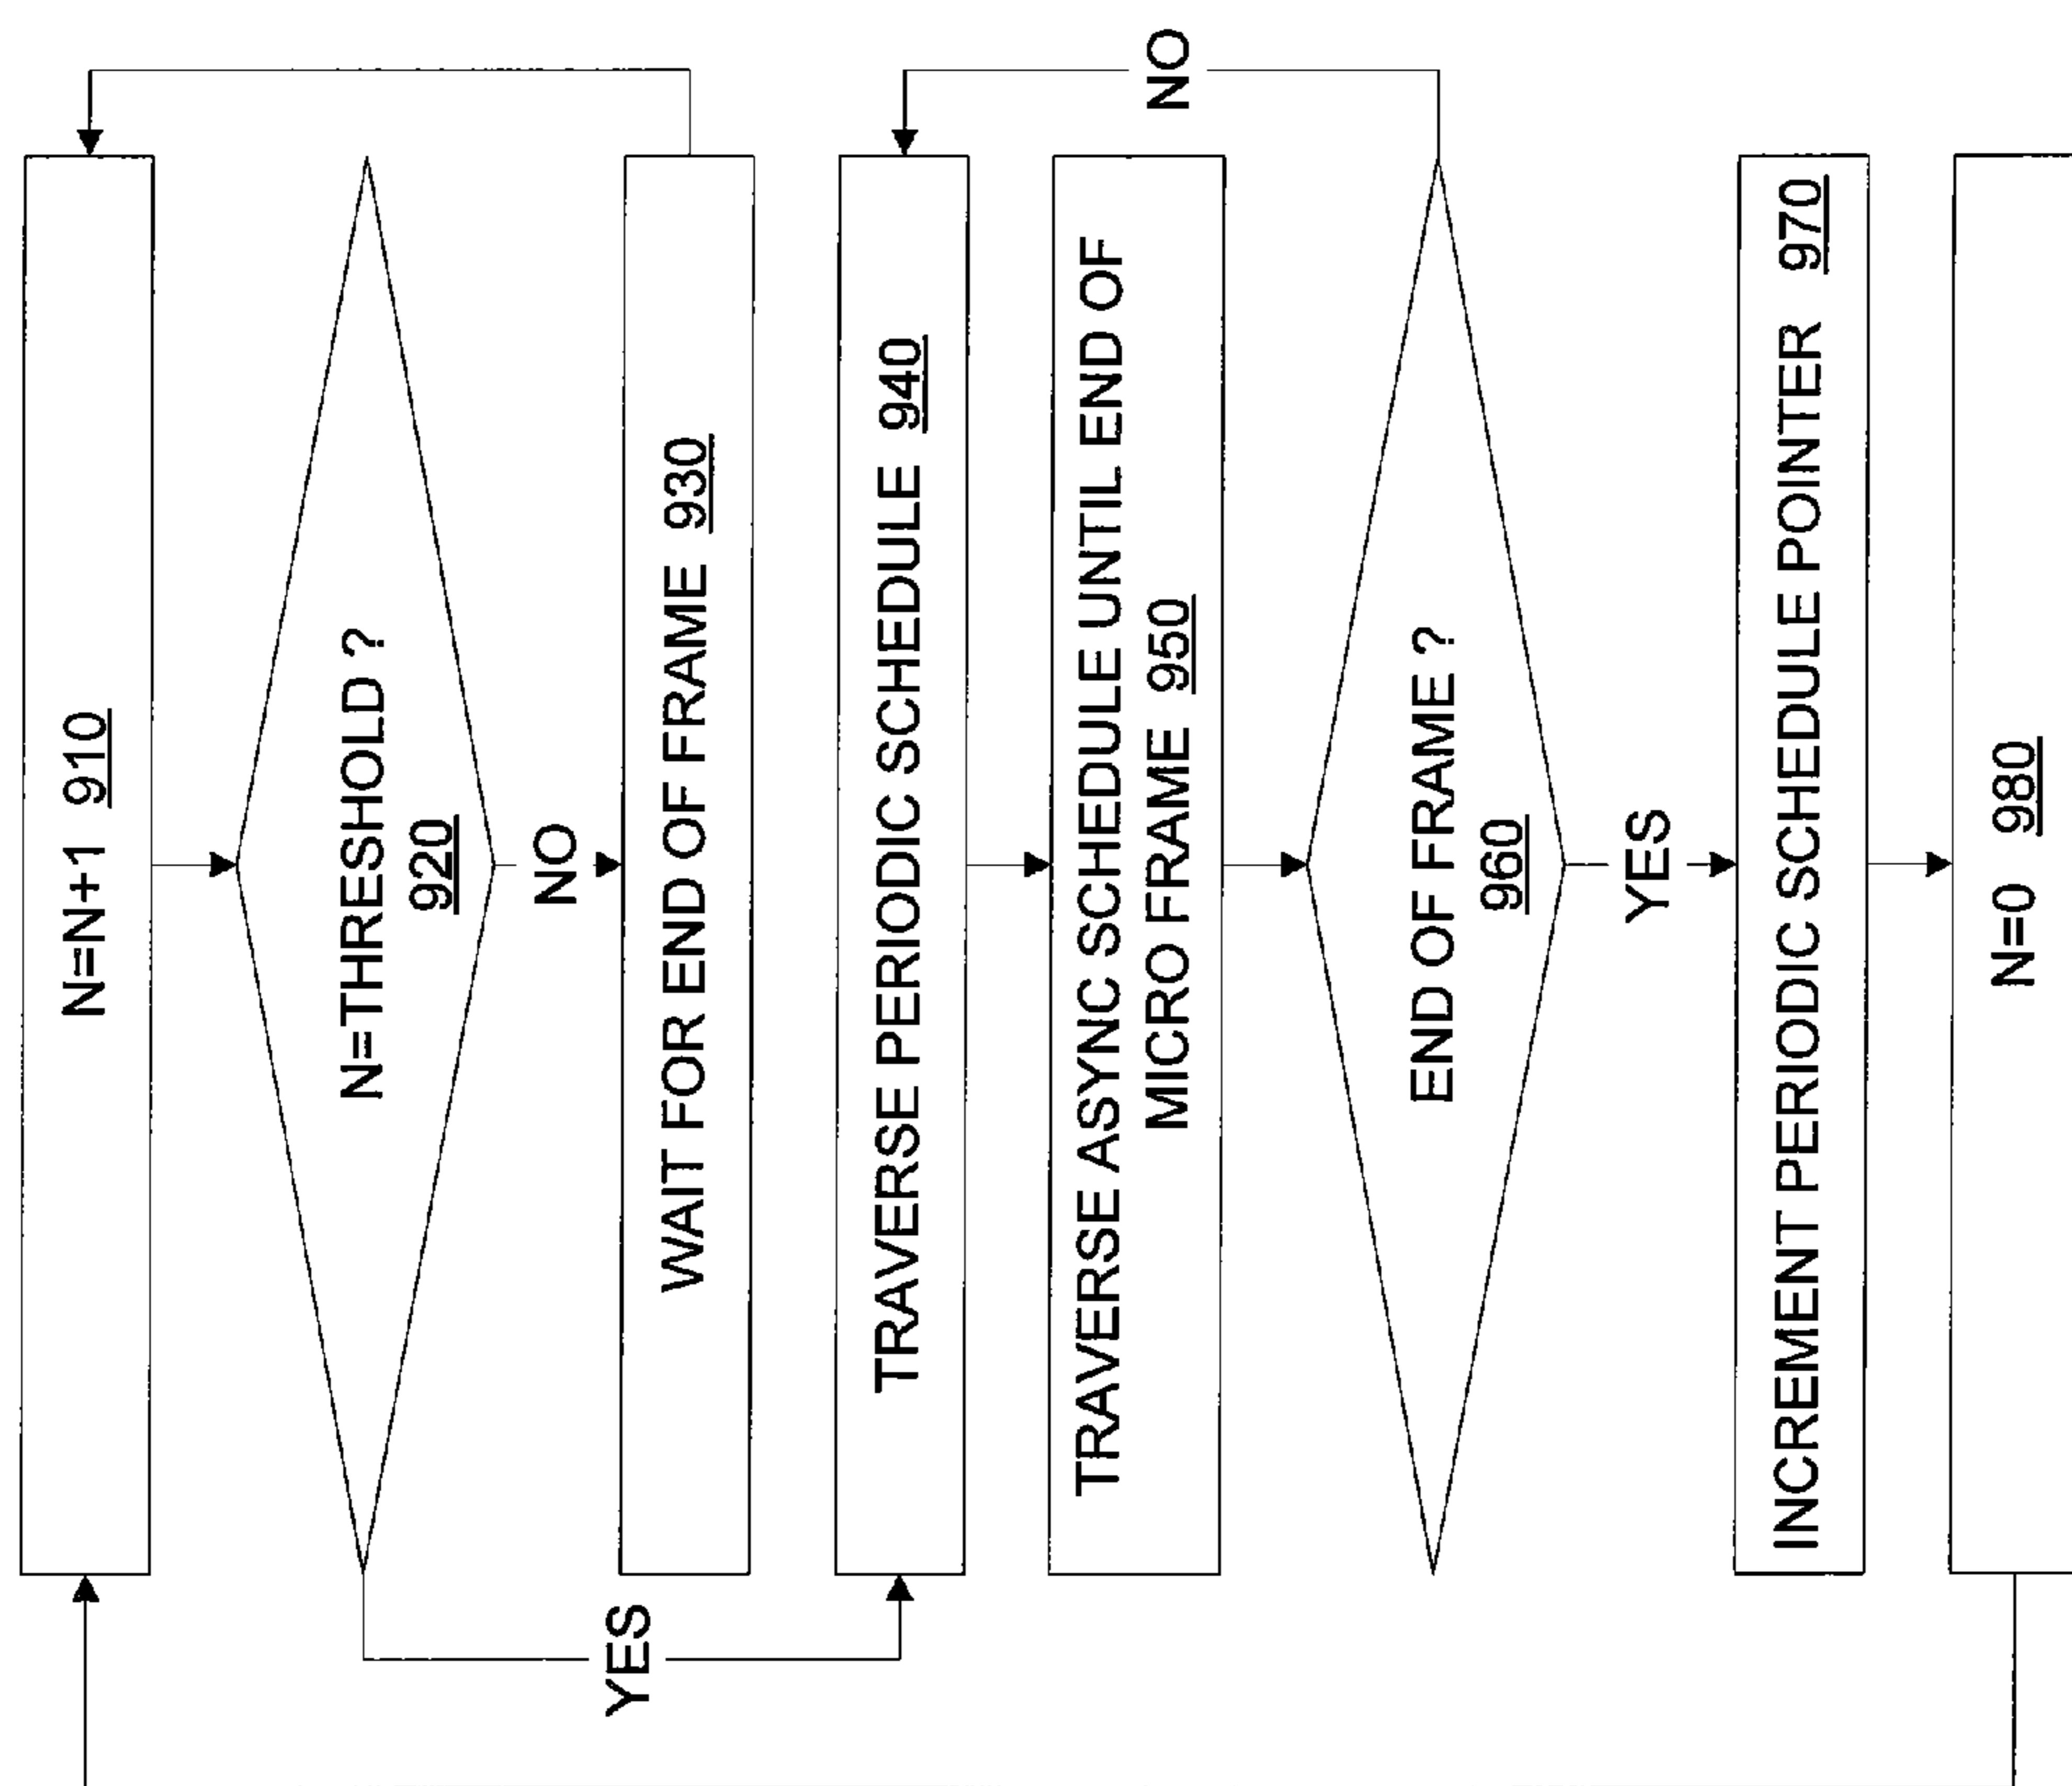 N=N+1 910
N=THRESHOLD ?
920
NO
WAIT FOR END OF FRAME 930
YES
TRAVERSE PERIODIC SCHEDULE 940
TRAVERSE ASYNC SCHEDULE UNTIL END OF
MICRO FRAME 950
NO
END OF FRAME ?
960
YES
INCREMENT PERIODIC SCHEDULE POINTER 970
N=0 980